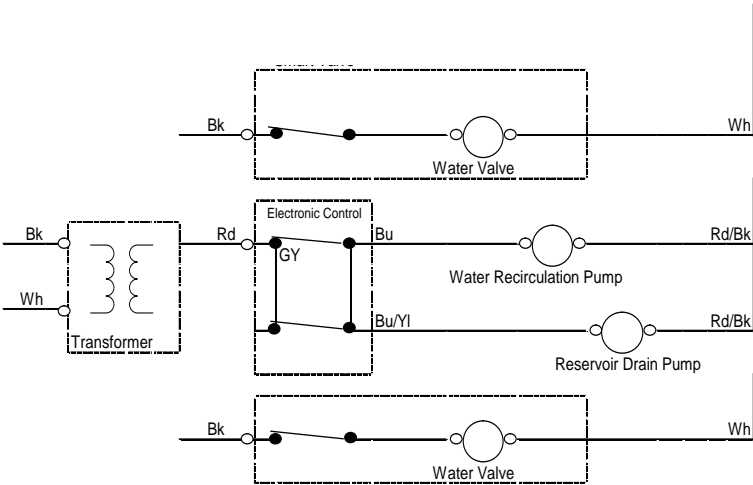 Bk
Wh
Water Valve
Electronic Control
Bk
Rd
Bu
Rd/Bk
GY
Water Recirculation Pump
Wh
Bu/Yl
Rd/Bk
Transformer
Reservoir Drain Pump
Bk
Wh
Water Valve